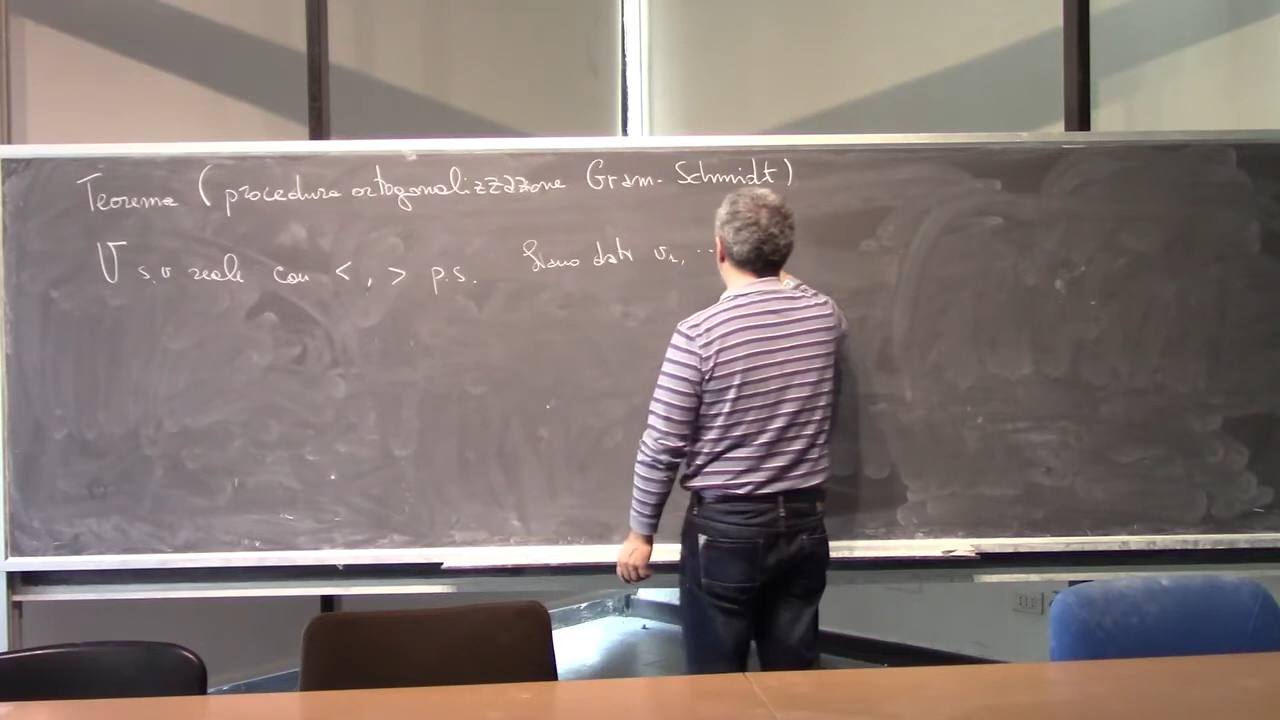 Teorema (procedura ortogonalizzazione Gram-Schmidt)
V s.v reale con < , > p.s. Siano dati v₁, ...